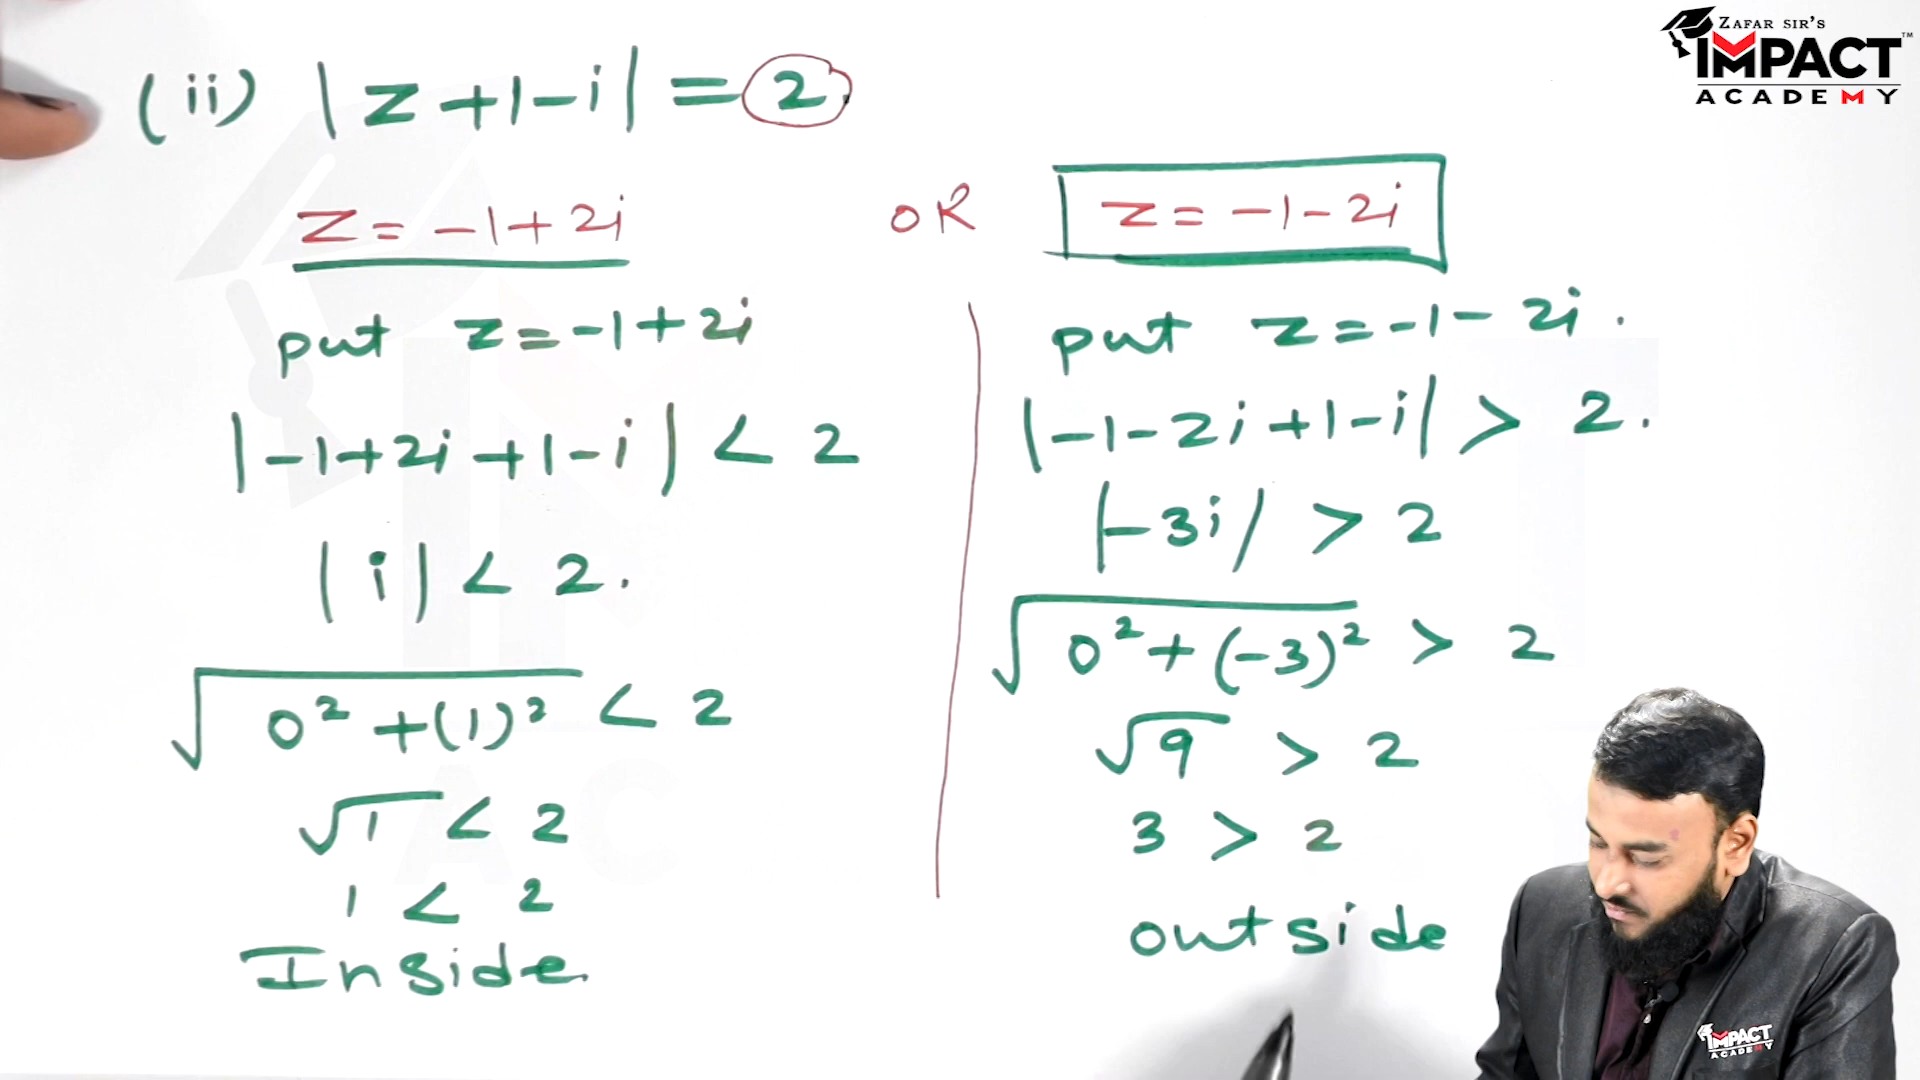 ZAFAR SIR'S
IMPACT™
ACADEMY
(ii) |z+1-i| = 2.
z = -1+2i OR z = -1-2i
put z = -1+2i
|-1+2i+1-i| < 2
|i| < 2.
√(0² + (1)²) < 2
√1 < 2
1 < 2
Inside.
put z = -1-2i.
|-1-2i+1-i| > 2.
|-3i| > 2
√(0² + (-3)²) > 2
√9 > 2
3 > 2
outside
IMPACT
ACADEMY